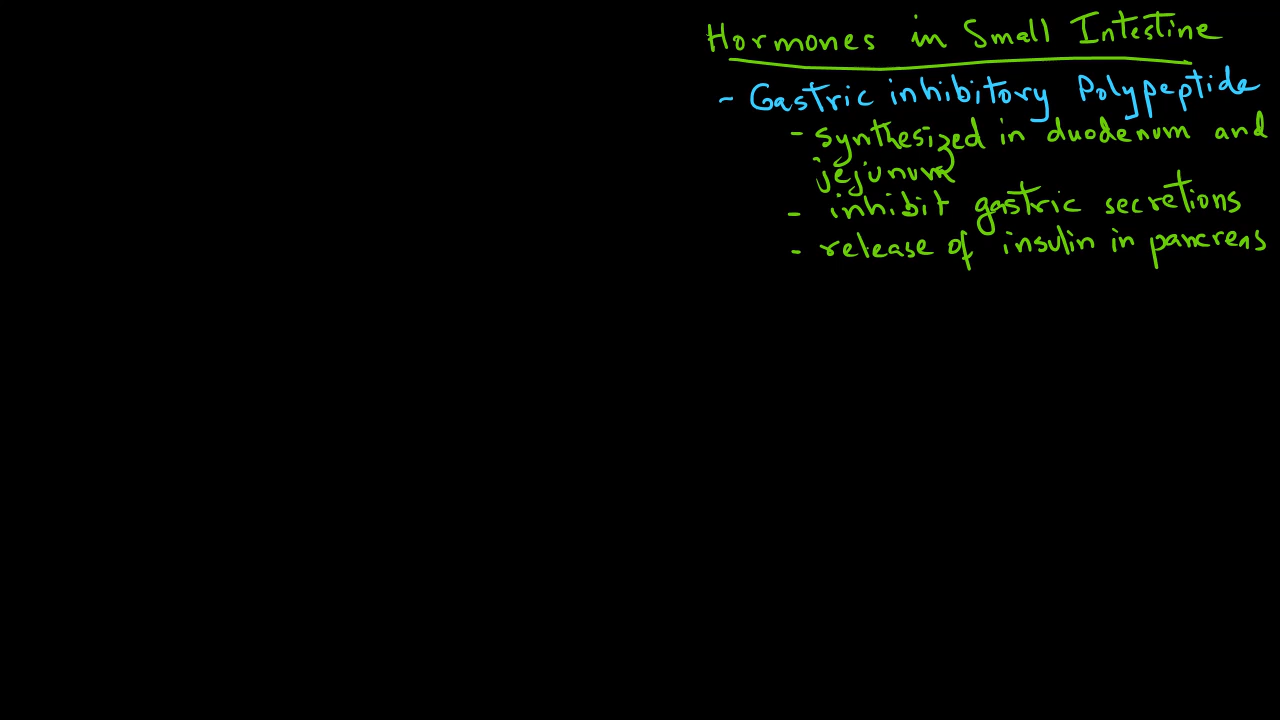 Hormones in Small Intestine
- Gastric inhibitory Polypeptide
- synthesized in duodenum and
jejunum
- inhibit gastric secretions
- release of insulin in pancreas